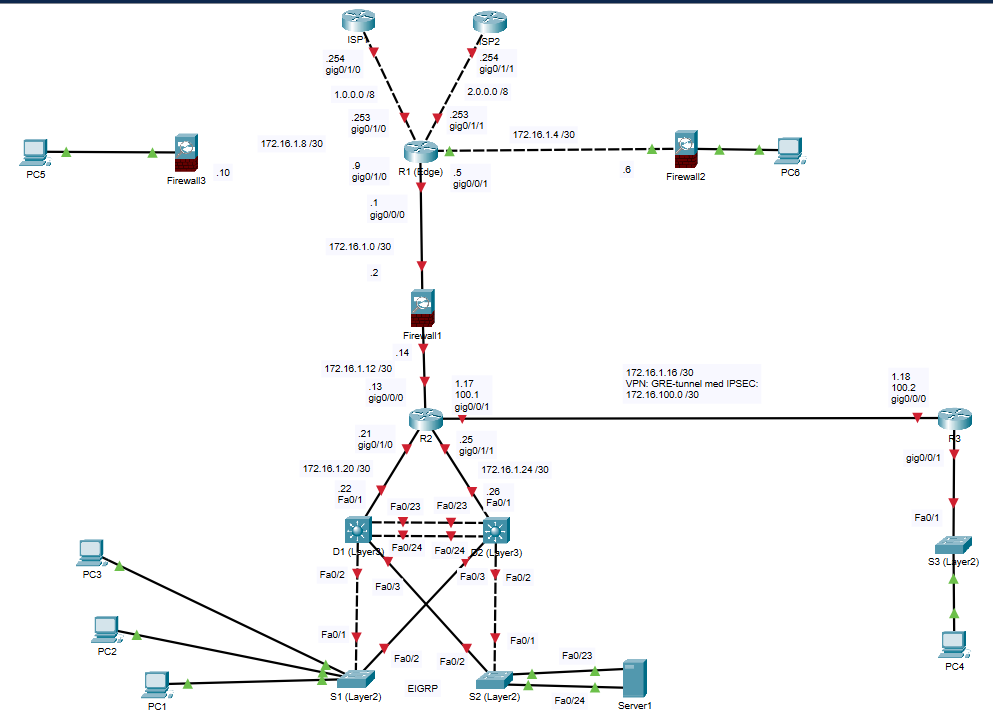 ISP
ISP2
.254
gig0/1/0
.254
gig0/1/1
1.0.0.0 /8
2.0.0.0 /8
.253
gig0/1/0
.253
gig0/1/1
172.16.1.8 /30
172.16.1.4 /30
PC5
Firewall3
.10
.9
gig0/1/0
R1 (Edge)
.5
gig0/0/1
.6
Firewall2
PC6
.1
gig0/0/0
172.16.1.0 /30
.2
Firewall1
.14
172.16.1.12 /30
.13
gig0/0/0
1.17
100.1
gig0/0/1
172.16.1.16 /30
VPN: GRE-tunnel med IPSEC:
172.16.100.0 /30
1.18
100.2
gig0/0/0
R2
R3
.21
gig0/1/0
.25
gig0/1/1
gig0/0/1
172.16.1.20 /30
172.16.1.24 /30
.22
Fa0/1
.26
Fa0/1
Fa0/23
Fa0/23
Fa0/1
D1 (Layer3)
Fa0/24
Fa0/24
D2 (Layer3)
S3 (Layer2)
PC3
Fa0/2
Fa0/3
Fa0/3
Fa0/2
PC2
Fa0/1
Fa0/2
Fa0/2
Fa0/1
Fa0/23
PC4
PC1
S1 (Layer2)
EIGRP
S2 (Layer2)
Fa0/24
Server1